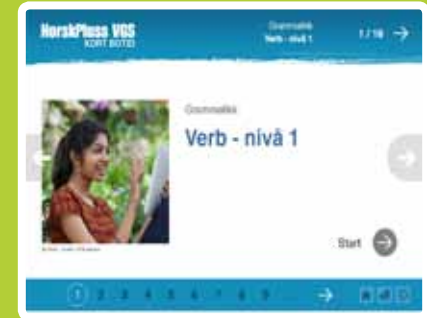 NorskPluss VGS
KORT BOTID
Grammatikk
Verb - nivå 1
1 / 16
Grammatikk
Verb - nivå 1
Start
1 2 3 4 5 6 7 8 9